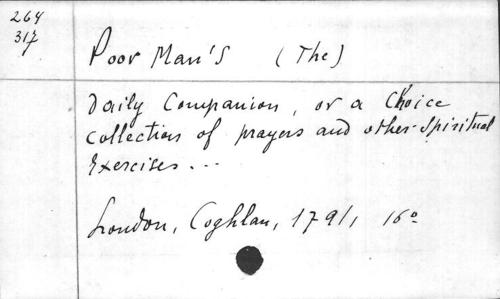 264
317
Poor Man's (The)
Daily Companion, or a Choice
collection of prayers and other Spiritual
Exercises...
London, Coghlan, 1791, 16°